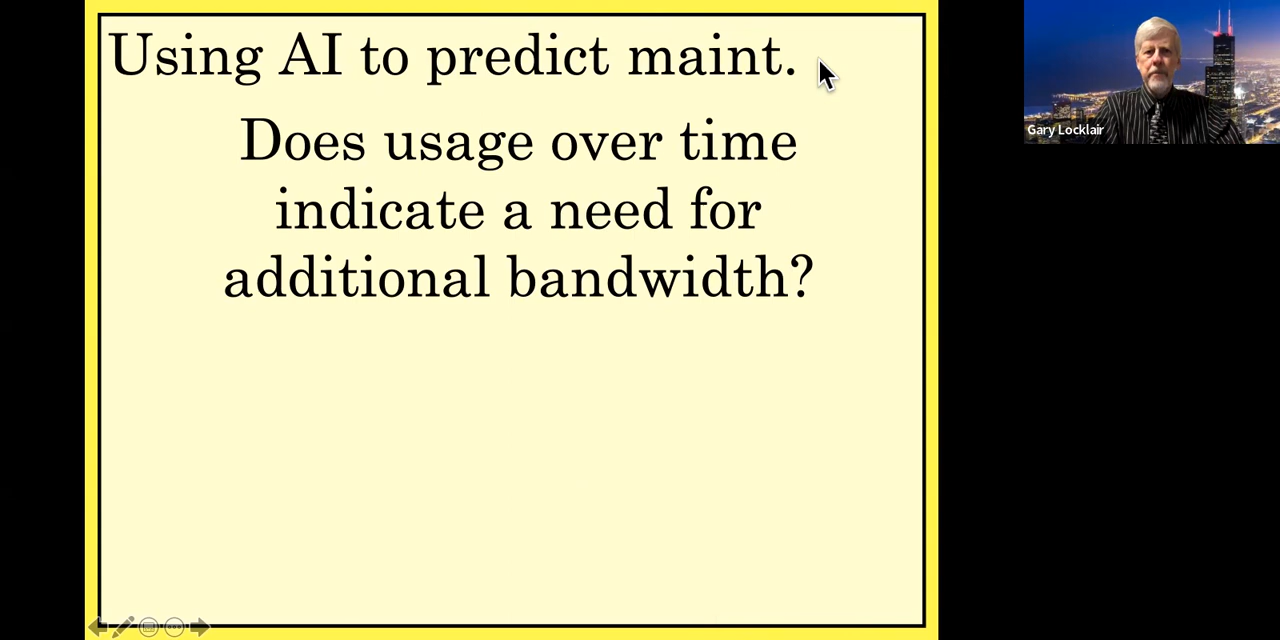 Using AI to predict maint.
Does usage over time
indicate a need for
additional bandwidth?
Gary Locklair